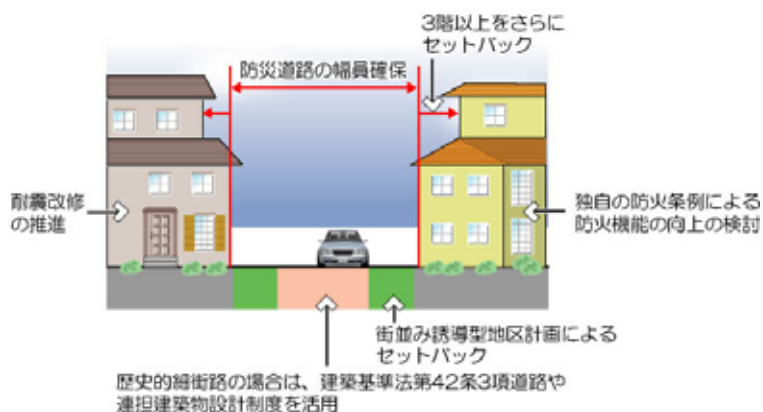 3階以上をさらに
セットバック
防災道路の幅員確保
耐震改修
の推進
独自の防火条例による
防火機能の向上の検討
街並み誘導型地区計画による
セットバック
歴史的細街路の場合は、建築基準法第42条3項道路や
連担建築物設計制度を活用